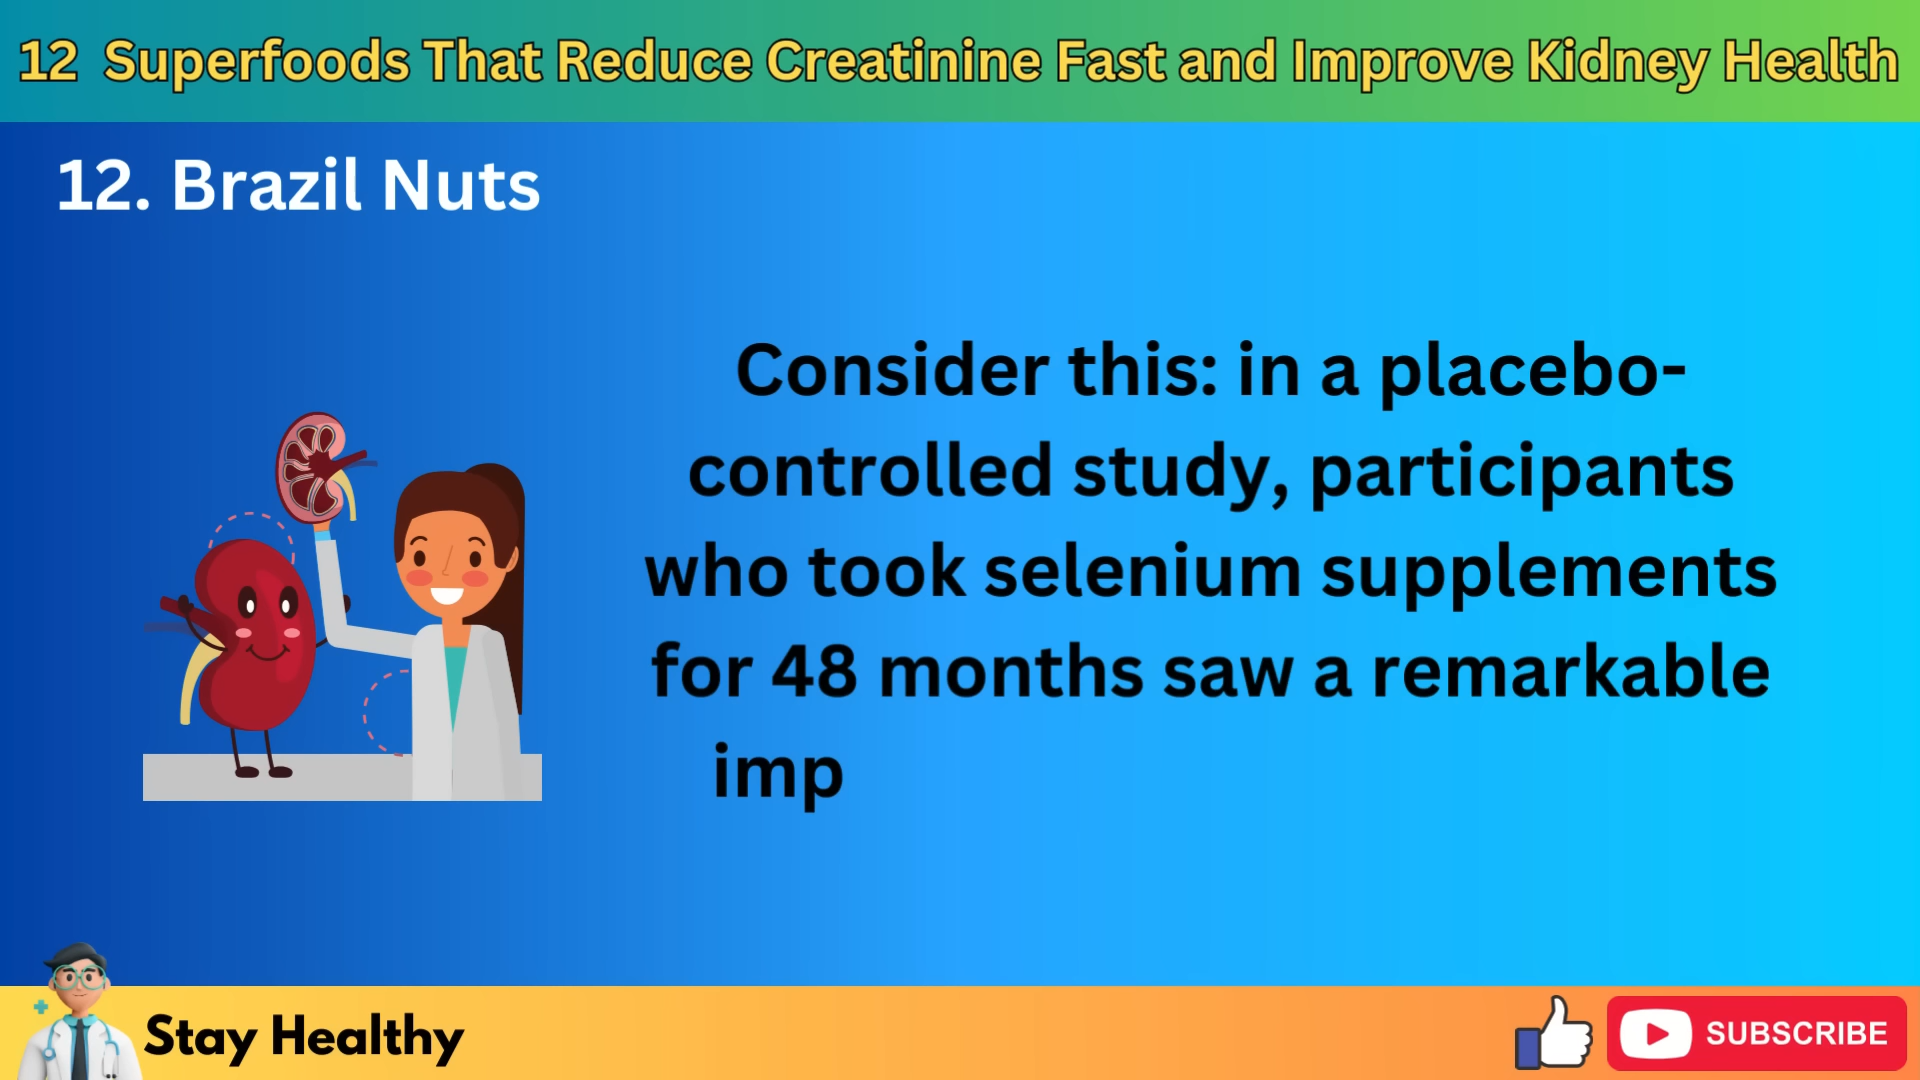 12 Superfoods That Reduce Creatinine Fast and Improve Kidney Health
12. Brazil Nuts
Consider this: in a placebo-
controlled study, participants
who took selenium supplements
for 48 months saw a remarkable
imp
Stay Healthy
SUBSCRIBE